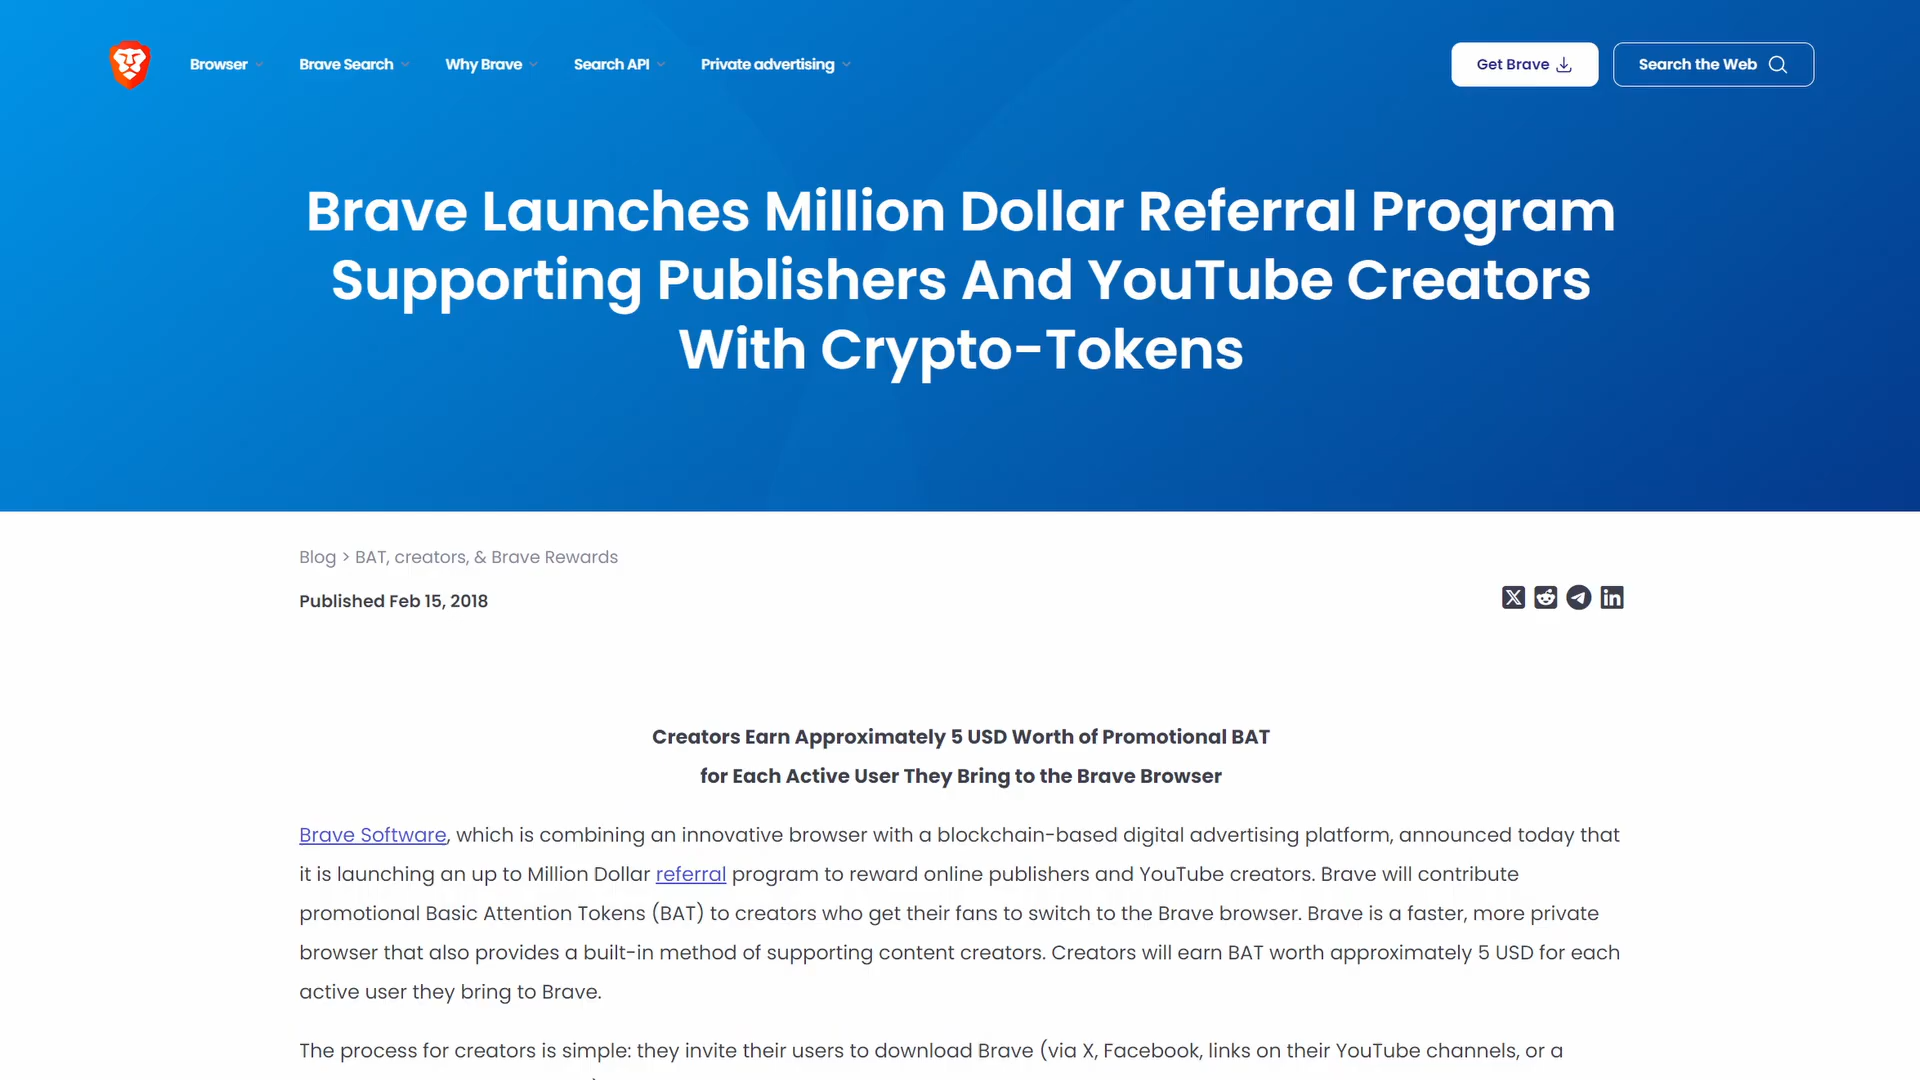 Browser
Brave Search
Why Brave
Search API
Private advertising
Get Brave
Search the Web
Brave Launches Million Dollar Referral Program
Supporting Publishers And YouTube Creators
With Crypto-Tokens
Blog > BAT, creators, & Brave Rewards
Published Feb 15, 2018
Creators Earn Approximately 5 USD Worth of Promotional BAT
for Each Active User They Bring to the Brave Browser
Brave Software, which is combining an innovative browser with a blockchain-based digital advertising platform, announced today that
it is launching an up to Million Dollar referral program to reward online publishers and YouTube creators. Brave will contribute
promotional Basic Attention Tokens (BAT) to creators who get their fans to switch to the Brave browser. Brave is a faster, more private
browser that also provides a built-in method of supporting content creators. Creators will earn BAT worth approximately 5 USD for each
active user they bring to Brave.
The process for creators is simple: they invite their users to download Brave (via X, Facebook, links on their YouTube channels, or a